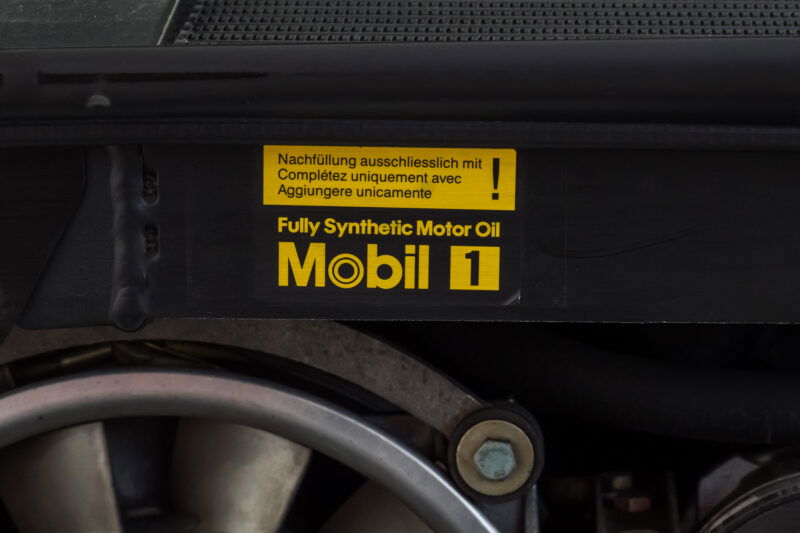 Nachfüllung ausschliesslich mit
Complétez uniquement avec
Aggiungere unicamente
!
Fully Synthetic Motor Oil
Mobil 1